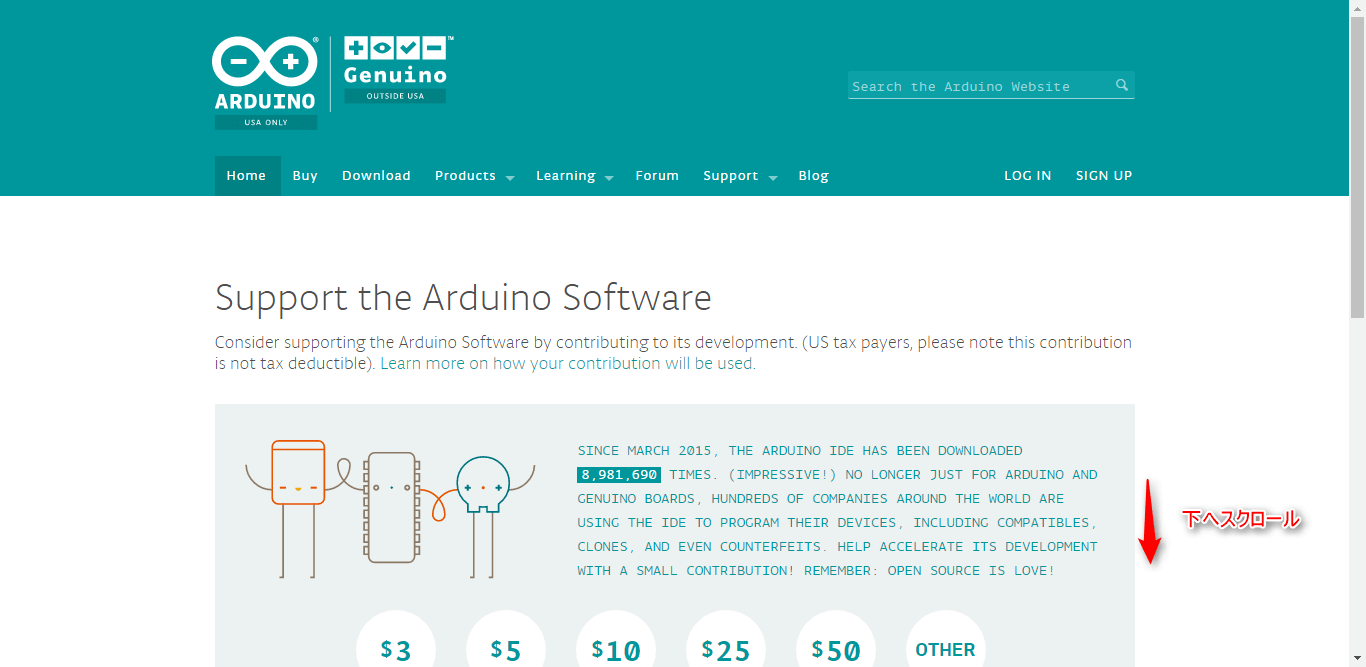 ARDUINO
USA ONLY
Genuino
OUTSIDE USA
Search the Arduino Website
Home Buy Download Products Learning Forum Support Blog LOG IN SIGN UP
Support the Arduino Software
Consider supporting the Arduino Software by contributing to its development. (US tax payers, please note this contribution
is not tax deductible). Learn more on how your contribution will be used.
SINCE MARCH 2015, THE ARDUINO IDE HAS BEEN DOWNLOADED
8,981,690 TIMES. (IMPRESSIVE!) NO LONGER JUST FOR ARDUINO AND
GENUINO BOARDS, HUNDREDS OF COMPANIES AROUND THE WORLD ARE
USING THE IDE TO PROGRAM THEIR DEVICES, INCLUDING COMPATIBLES,
CLONES, AND EVEN COUNTERFEITS. HELP ACCELERATE ITS DEVELOPMENT
WITH A SMALL CONTRIBUTION! REMEMBER: OPEN SOURCE IS LOVE!
下へスクロール
$3 $5 $10 $25 $50 OTHER